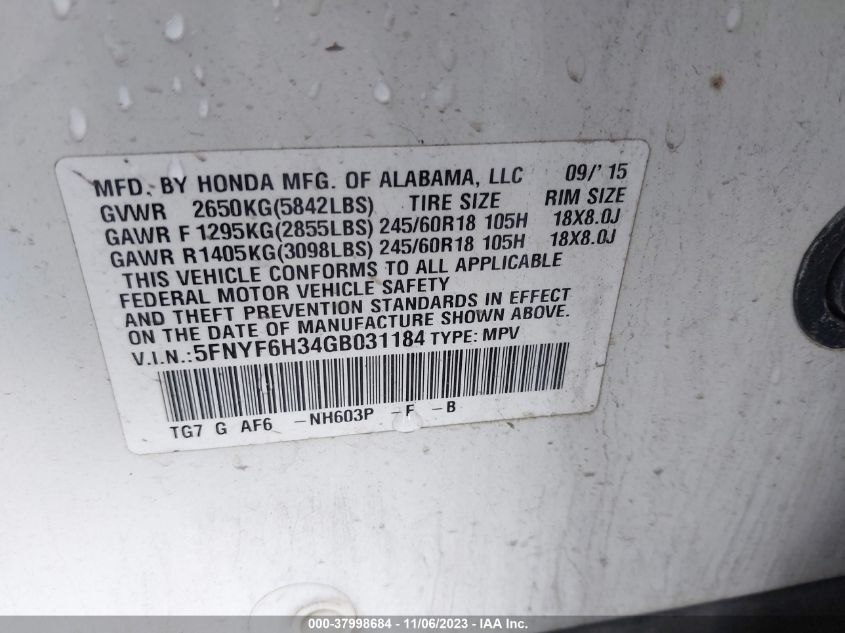 MFD. BY HONDA MFG. OF ALABAMA, LLC 09/'15
GVWR 2650KG(5842LBS) TIRE SIZE RIM SIZE
GAWR F 1295KG(2855LBS) 245/60R18 105H 18X8.0J
GAWR R1405KG(3098LBS) 245/60R18 105H 18X8.0J
THIS VEHICLE CONFORMS TO ALL APPLICABLE
FEDERAL MOTOR VEHICLE SAFETY
AND THEFT PREVENTION STANDARDS IN EFFECT
ON THE DATE OF MANUFACTURE SHOWN ABOVE.
V.I.N.:5FNYF6H34GB031184 TYPE: MPV
TG7 G AF6 -NH603P -F -B
000-37998684 - 11/06/2023 - IAA Inc.